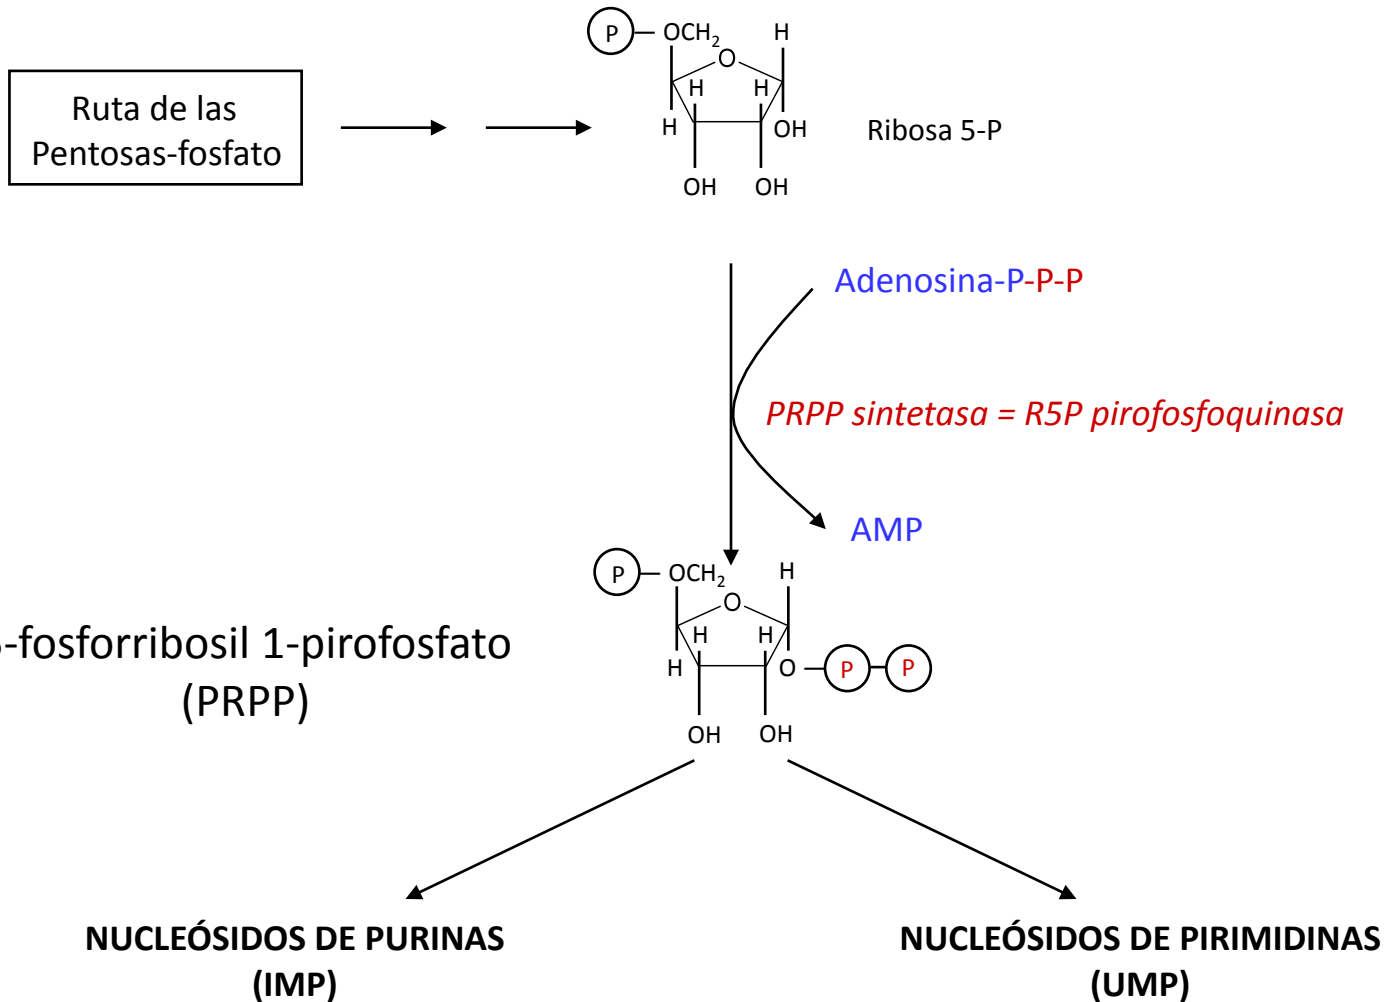 P OCH2 H
O
H H
H OH
OH OH
Ruta de las
Pentosas-fosfato
Ribosa 5-P
Adenosina-P-P-P
PRPP sintetasa = R5P pirofosfoquinasa
AMP
P OCH2 H
O
H H
H O P P
OH OH
-fosforribosil 1-pirofosfato
(PRPP)
NUCLEÓSIDOS DE PURINAS
(IMP)
NUCLEÓSIDOS DE PIRIMIDINAS
(UMP)